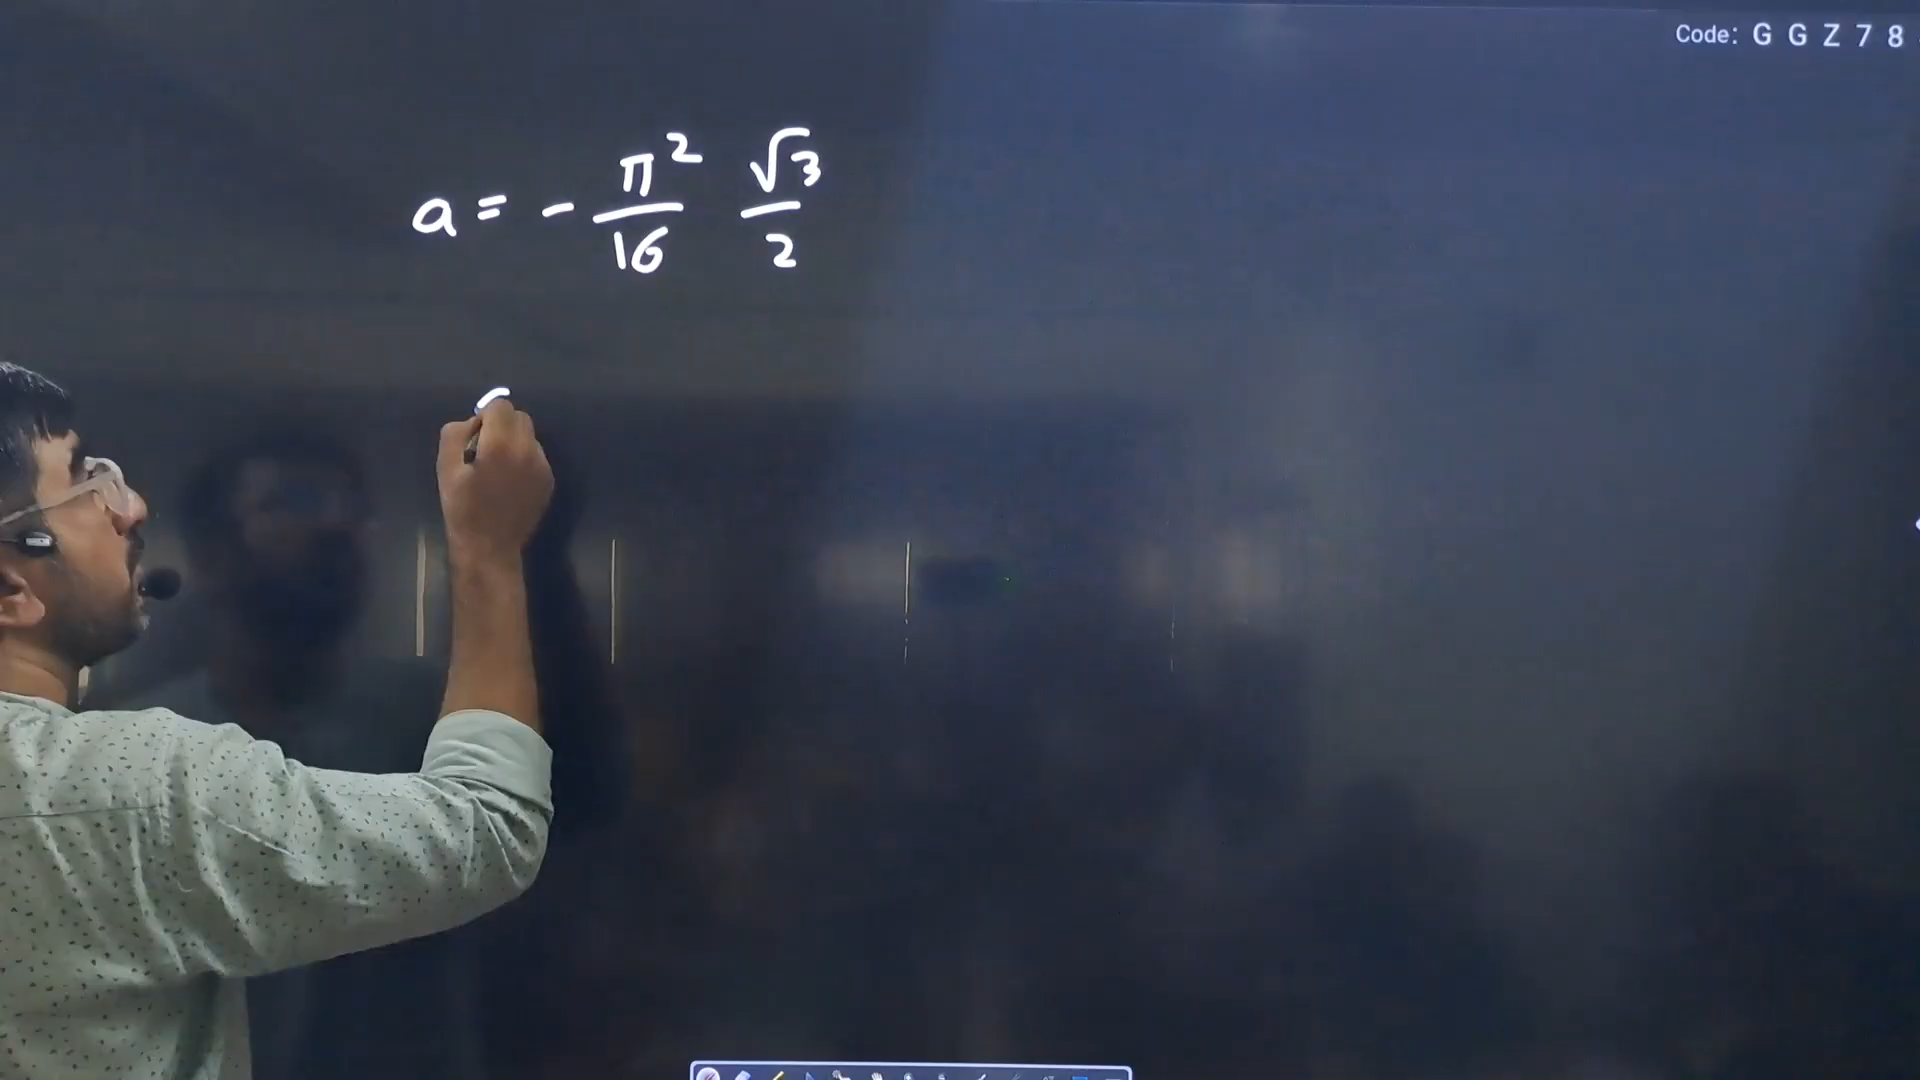 Code: G G Z 7 8
a = - π²/16 √3/2